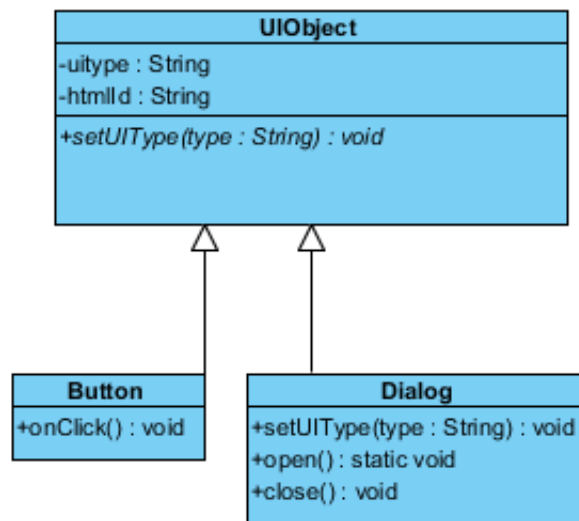 UIObject
-uitype : String
-htmlId : String
+setUIType(type : String) : void
Button
+onClick() : void
Dialog
+setUIType(type : String) : void
+open() : static void
+close() : void